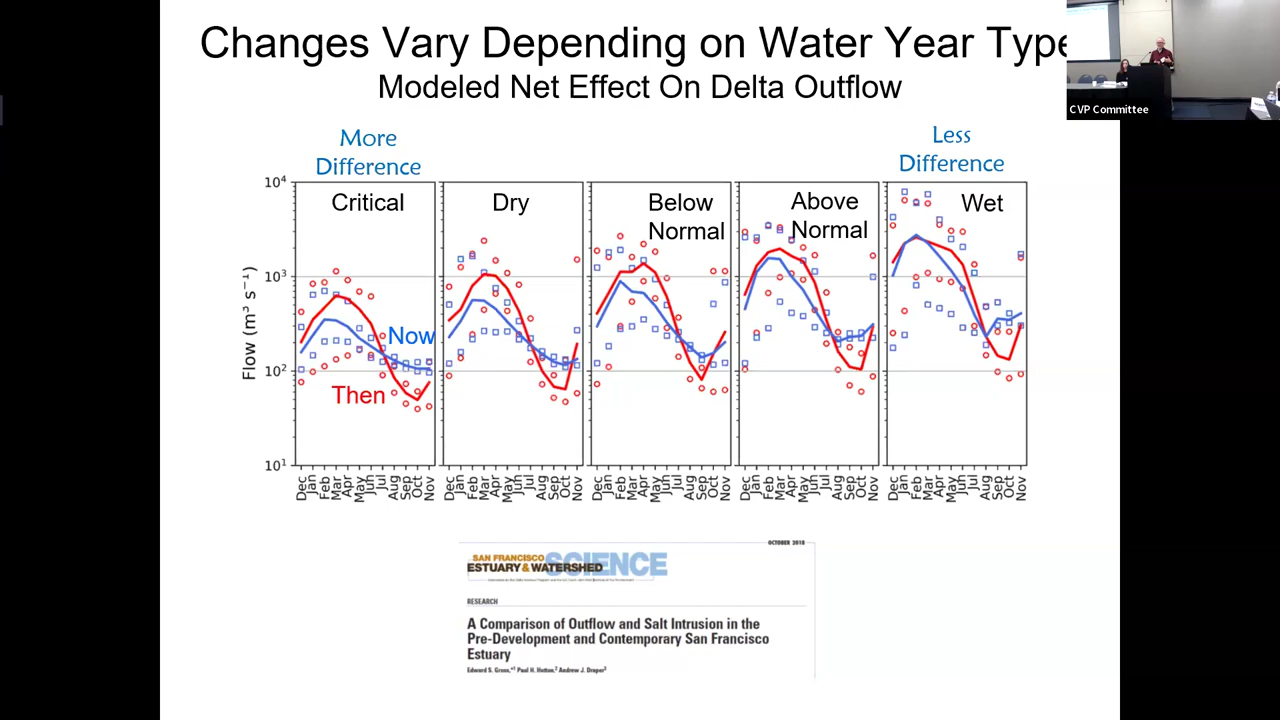 Changes Vary Depending on Water Year Type
Modeled Net Effect On Delta Outflow
CVP Committee
More
Difference
Less
Difference
Critical
Dry
Below
Normal
Above
Normal
Wet
10⁴
10³
10²
10¹
Flow (m³ s⁻¹)
Now
Then
Dec Jan Feb Mar Apr May Jun Jul Aug Sep Oct Nov
Dec Jan Feb Mar Apr May Jun Jul Aug Sep Oct Nov
Dec Jan Feb Mar Apr May Jun Jul Aug Sep Oct Nov
Dec Jan Feb Mar Apr May Jun Jul Aug Sep Oct Nov
Dec Jan Feb Mar Apr May Jun Jul Aug Sep Oct Nov
OCTOBER 2018
SAN FRANCISCO
ESTUARY & WATERSHED
SCIENCE
RESEARCH
A Comparison of Outflow and Salt Intrusion in the
Pre-Development and Contemporary San Francisco
Estuary
Edward S. Gross,*¹ Paul H. Hutton,² Andrew J. Draper³